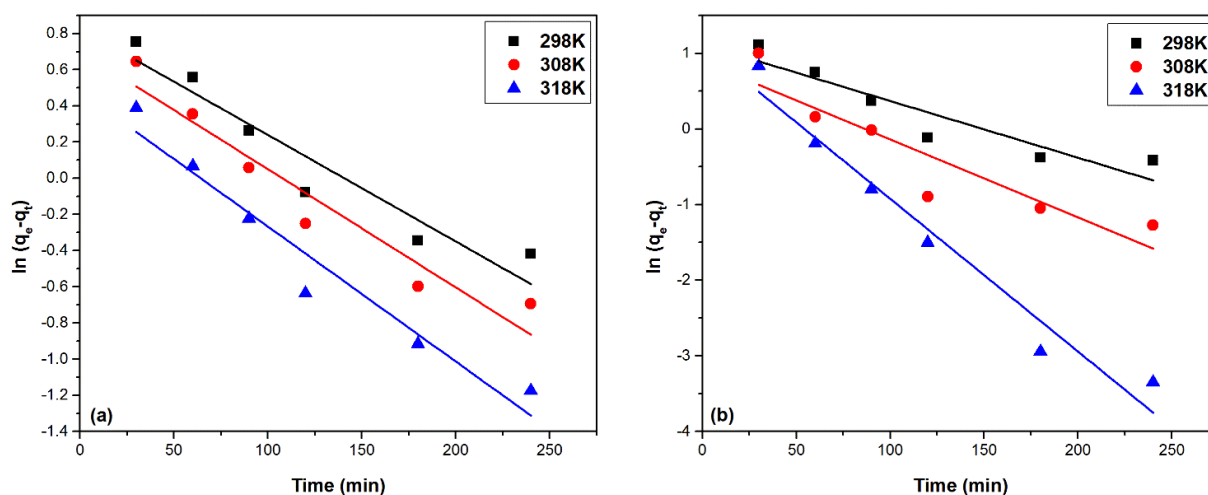 0.8
0.6
0.4
0.2
0.0
-0.2
-0.4
-0.6
-0.8
-1.0
-1.2
-1.4
0 50 100 150 200 250
ln (qe-qt)
Time (min)
298K
308K
318K
(a)
1
0
-1
-2
-3
-4
0 50 100 150 200 250
ln (qe-qt)
Time (min)
298K
308K
318K
(b)